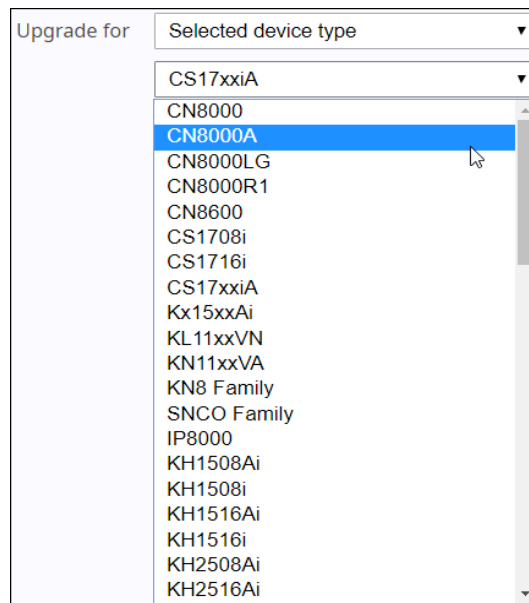 Upgrade for Selected device type
CS17xxiA
CN8000
CN8000A
CN8000LG
CN8000R1
CN8600
CS1708i
CS1716i
CS17xxiA
Kx15xxAi
KL11xxVN
KN11xxVA
KN8 Family
SNCO Family
IP8000
KH1508Ai
KH1508i
KH1516Ai
KH1516i
KH2508Ai
KH2516Ai